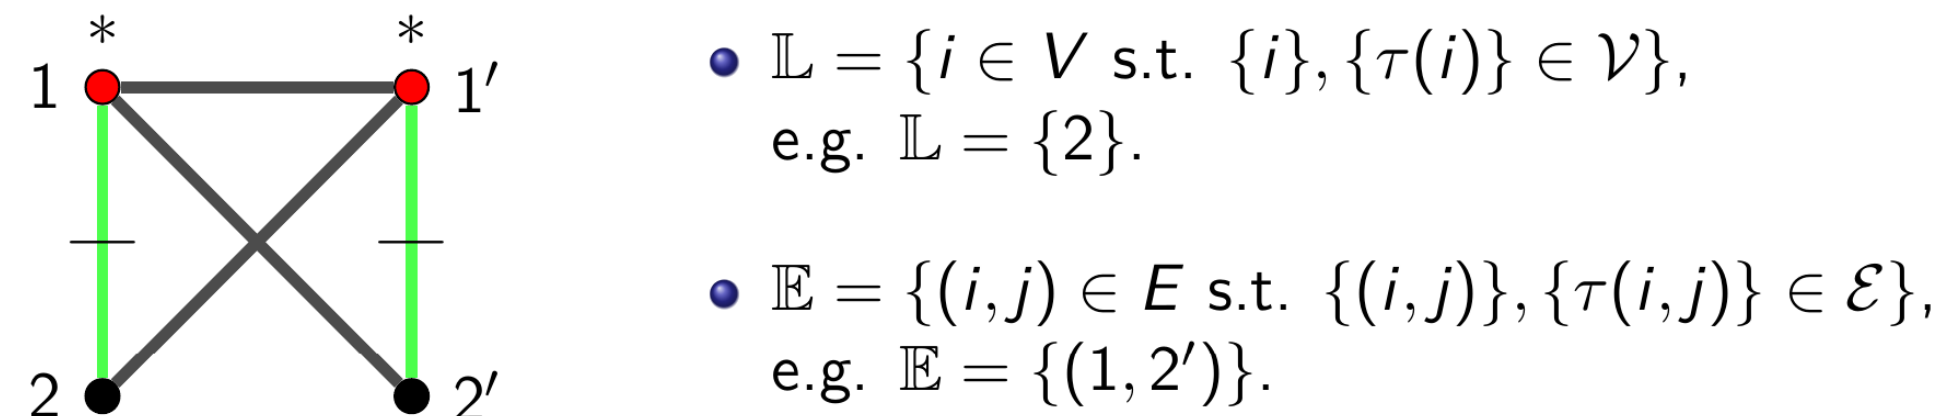 * *
1 1′
2 2′
• 𝕃 = {i ∈ V s.t. {i}, {τ(i)} ∈ 𝒱},
e.g. 𝕃 = {2}.
• 𝔼 = {(i, j) ∈ E s.t. {(i, j)}, {τ(i, j)} ∈ ℰ},
e.g. 𝔼 = {(1, 2′)}.